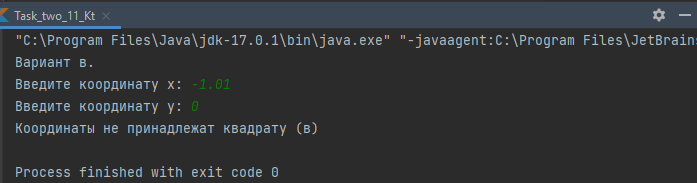 Task_two_11_Kt
"C:\Program Files\Java\jdk-17.0.1\bin\java.exe" "-javaagent:C:\Program Files\JetBrains
Вариант в.
Введите координату x: -1.01
Введите координату y: 0
Координаты не принадлежат квадрату (в)
Process finished with exit code 0